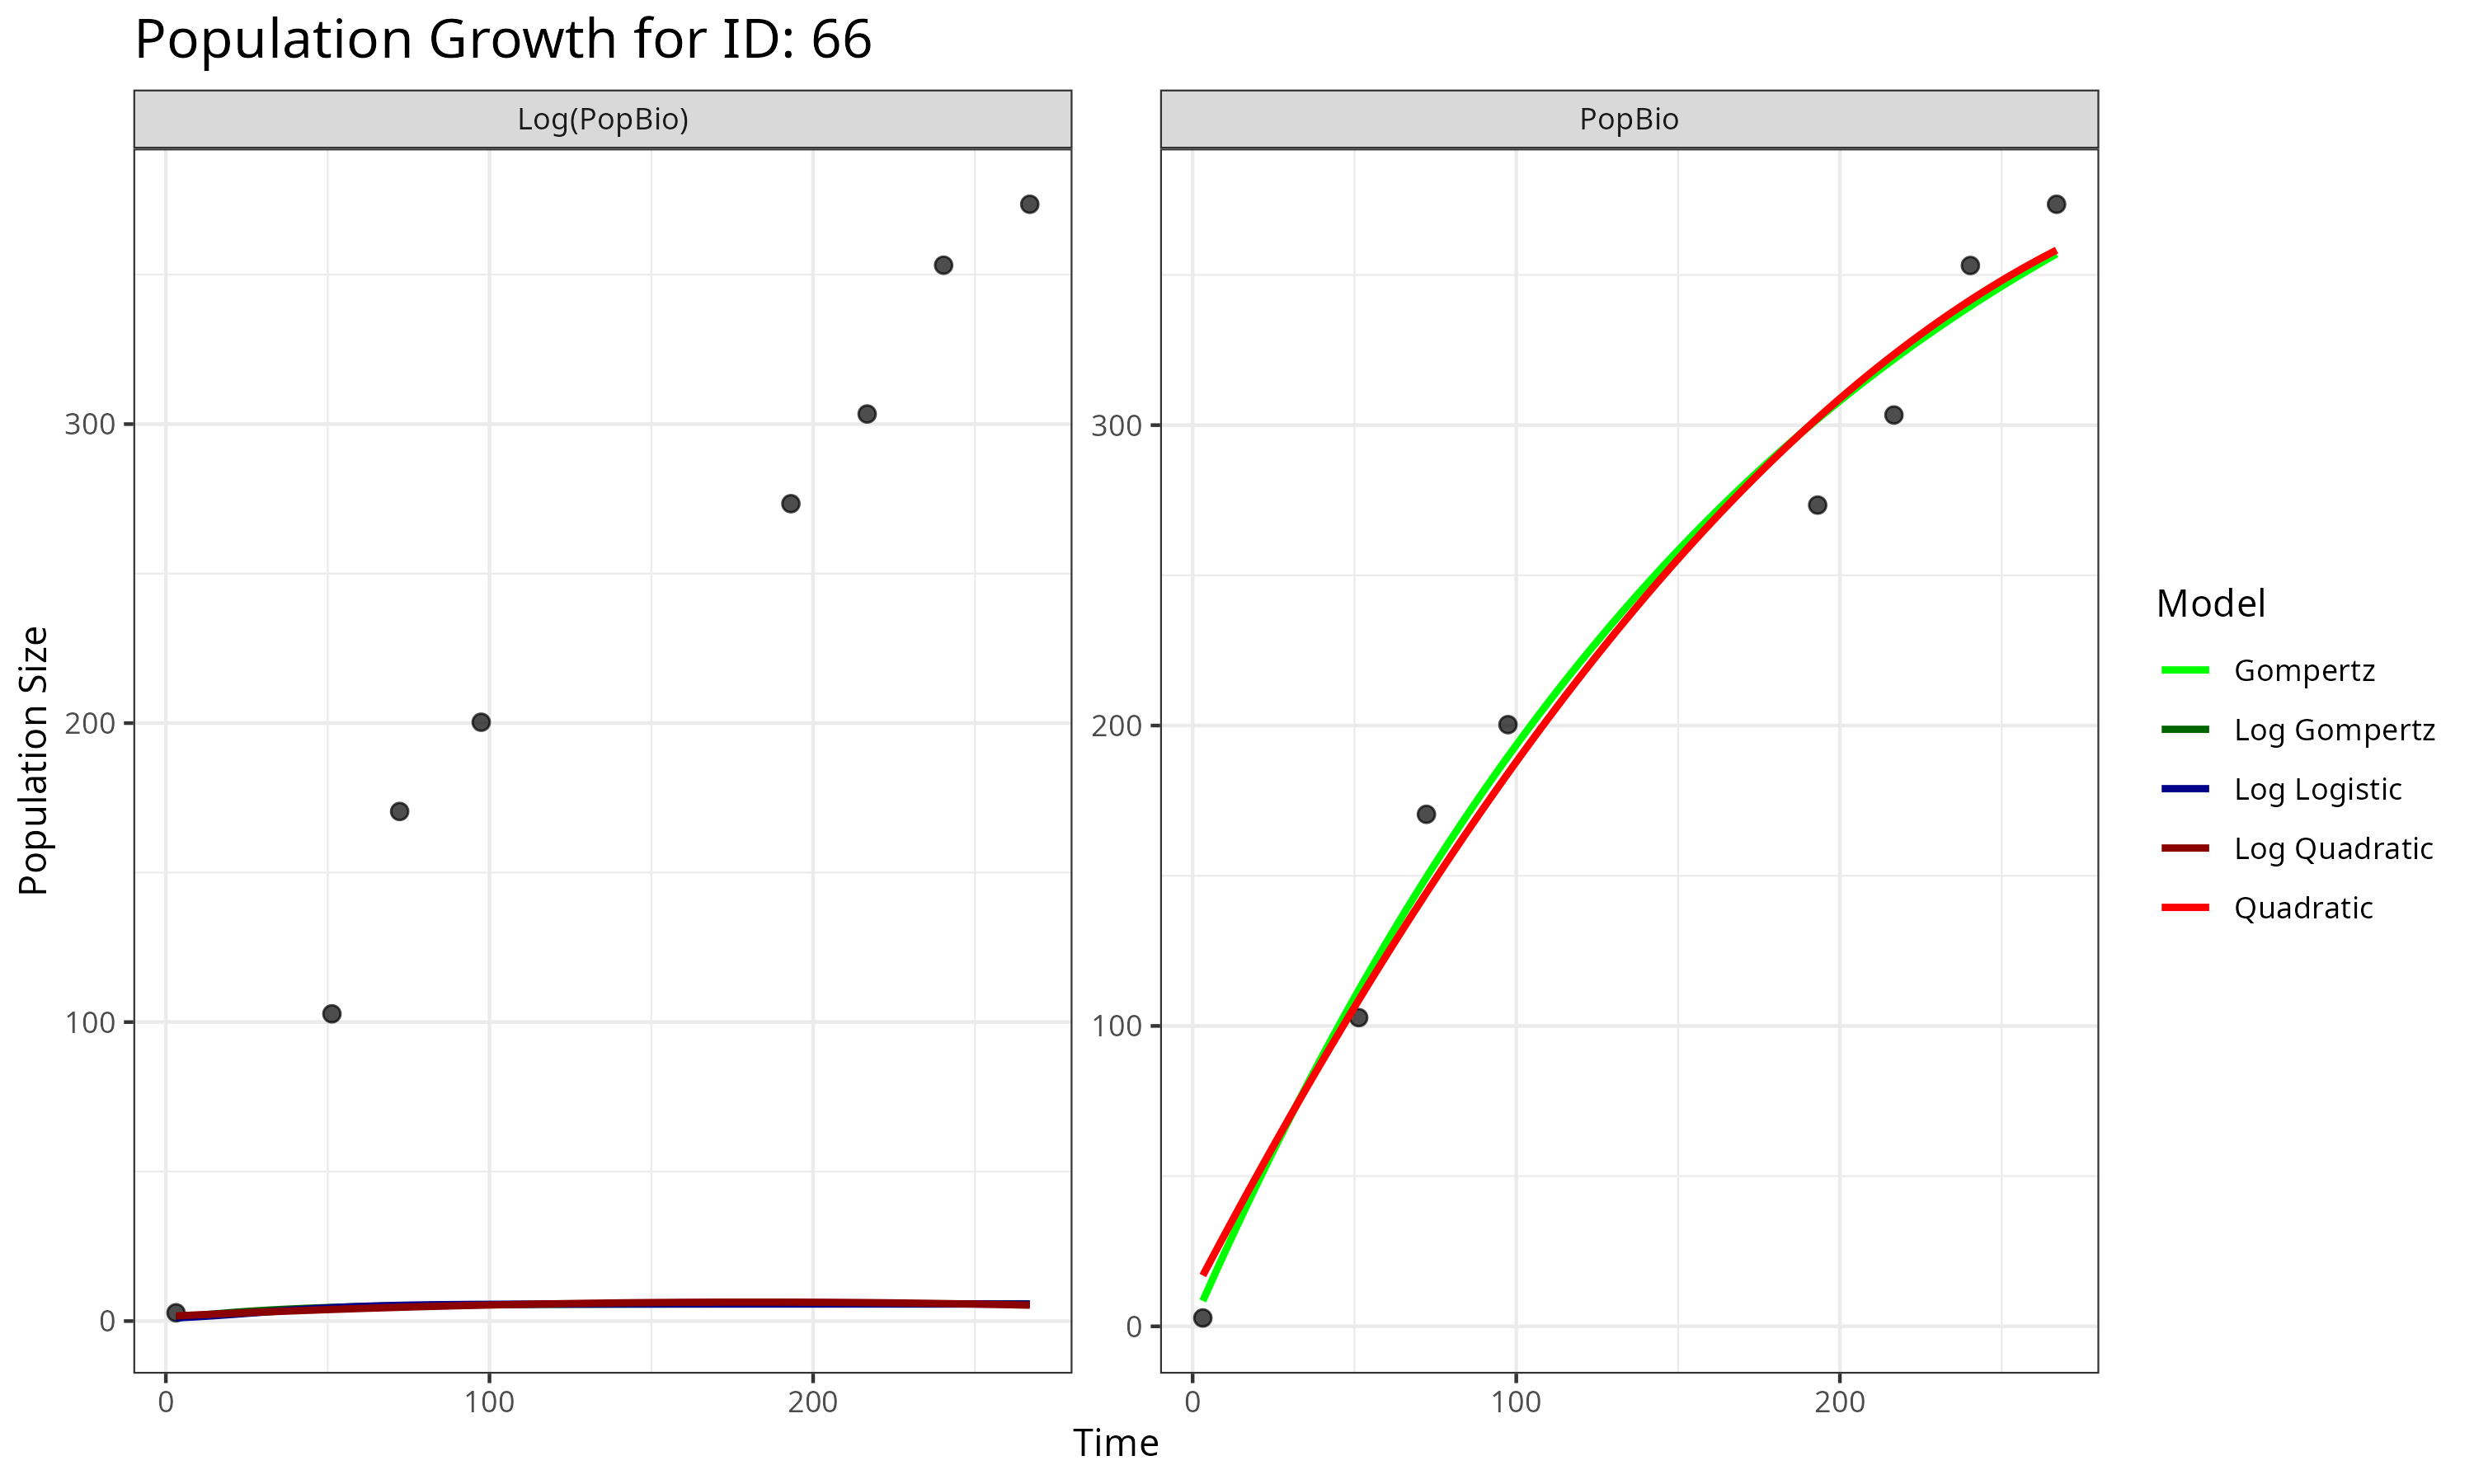 Population Growth for ID: 66
Log(PopBio)
PopBio
Population Size
300
200
100
0
0
100
200
300
200
100
0
0
100
200
Time
Model
Gompertz
Log Gompertz
Log Logistic
Log Quadratic
Quadratic